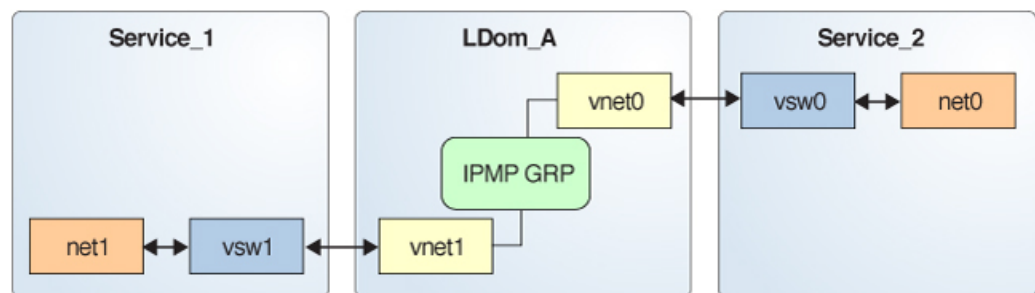 Service_1
LDom_A
Service_2
vnet0
vsw0
net0
IPMP GRP
net1
vsw1
vnet1